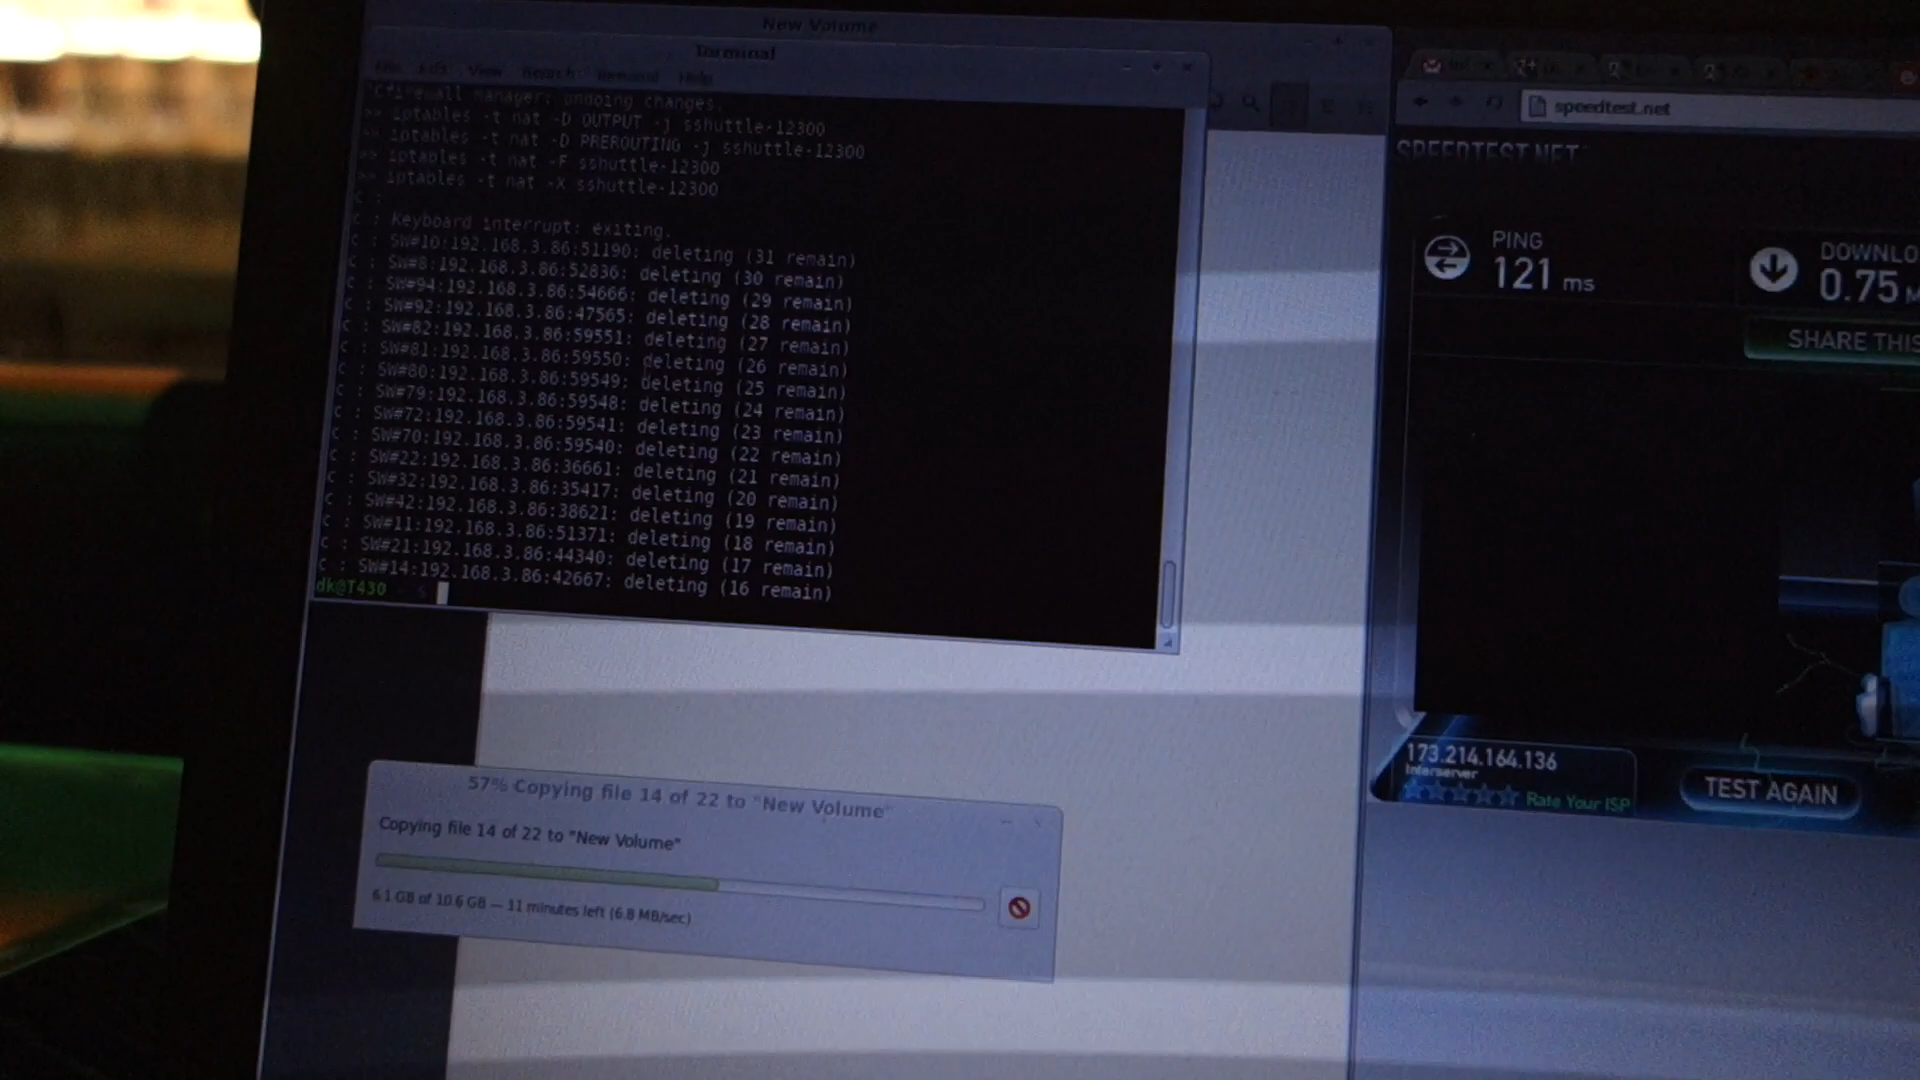 New Volume
Terminal
File Edit View Search Terminal Help
^Cfirewall manager: undoing changes.
>> iptables -t nat -D OUTPUT -j sshuttle-12300
>> iptables -t nat -D PREROUTING -j sshuttle-12300
>> iptables -t nat -F sshuttle-12300
>> iptables -t nat -X sshuttle-12300
c :
c : Keyboard interrupt: exiting.
c : SW#10:192.168.3.86:51190: deleting (31 remain)
c : SW#8:192.168.3.86:52836: deleting (30 remain)
c : SW#94:192.168.3.86:54666: deleting (29 remain)
c : SW#92:192.168.3.86:47565: deleting (28 remain)
c : SW#82:192.168.3.86:59551: deleting (27 remain)
c : SW#81:192.168.3.86:59550: deleting (26 remain)
c : SW#80:192.168.3.86:59549: deleting (25 remain)
c : SW#79:192.168.3.86:59548: deleting (24 remain)
c : SW#72:192.168.3.86:59541: deleting (23 remain)
c : SW#70:192.168.3.86:59540: deleting (22 remain)
c : SW#22:192.168.3.86:36661: deleting (21 remain)
c : SW#32:192.168.3.86:35417: deleting (20 remain)
c : SW#42:192.168.3.86:38621: deleting (19 remain)
c : SW#11:192.168.3.86:51371: deleting (18 remain)
c : SW#21:192.168.3.86:44340: deleting (17 remain)
c : SW#14:192.168.3.86:42667: deleting (16 remain)
dk@T430 ~ $
57% Copying file 14 of 22 to "New Volume"
Copying file 14 of 22 to "New Volume"
6.1 GB of 10.6 GB — 11 minutes left (6.8 MB/sec)
speedtest.net
SPEEDTEST.NET
PING
121 ms
DOWNLO
0.75 M
SHARE THIS
173.214.164.136
Interserver
Rate Your ISP
TEST AGAIN